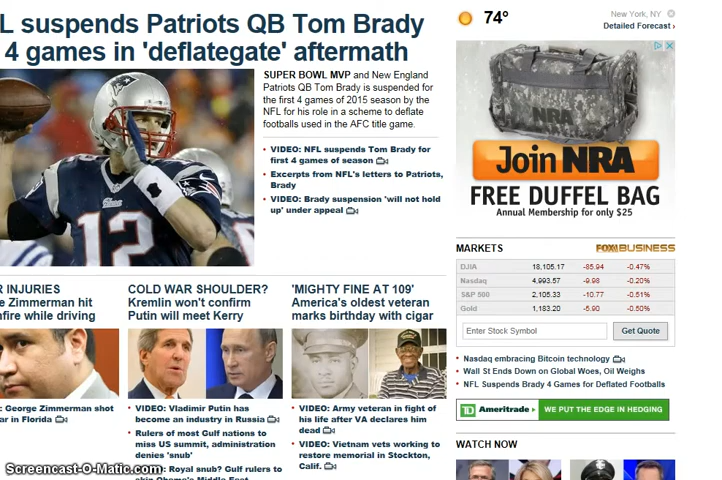 L suspends Patriots QB Tom Brady
4 games in 'deflategate' aftermath
SUPER BOWL MVP and New England
Patriots QB Tom Brady is suspended for
the first 4 games of 2015 season by the
NFL for his role in a scheme to deflate
footballs used in the AFC title game.
• VIDEO: NFL suspends Tom Brady for
first 4 games of season
• Excerpts from NFL's letters to Patriots,
Brady
• VIDEO: Brady suspension 'will not hold
up' under appeal
12
R INJURIES
e Zimmerman hit
nfire while driving
: George Zimmerman shot
ar in Florida
COLD WAR SHOULDER?
Kremlin won't confirm
Putin will meet Kerry
• VIDEO: Vladimir Putin has
become an industry in Russia
• Rulers of most Gulf nations to
miss US summit, administration
denies 'snub'
: Royal snub? Gulf rulers to
skip Obama's Middle East
'MIGHTY FINE AT 109'
America's oldest veteran
marks birthday with cigar
• VIDEO: Army veteran in fight of
his life after VA declares him
dead
• VIDEO: Vietnam vets working to
restore memorial in Stockton,
Calif.
74°
New York, NY
Detailed Forecast ›
NRA
Join NRA
FREE DUFFEL BAG
Annual Membership for only $25
MARKETS
FOX BUSINESS
DJIA 18,105.17 -85.94 -0.47%
Nasdaq 4,993.57 -9.98 -0.20%
S&P 500 2,105.33 -10.77 -0.51%
Gold 1,183.20 -5.90 -0.50%
Enter Stock Symbol
Get Quote
• Nasdaq embracing Bitcoin technology
• Wall St Ends Down on Global Woes, Oil Weighs
• NFL Suspends Brady 4 Games for Deflated Footballs
TD Ameritrade WE PUT THE EDGE IN HEDGING
WATCH NOW
Screencast-O-Matic.com